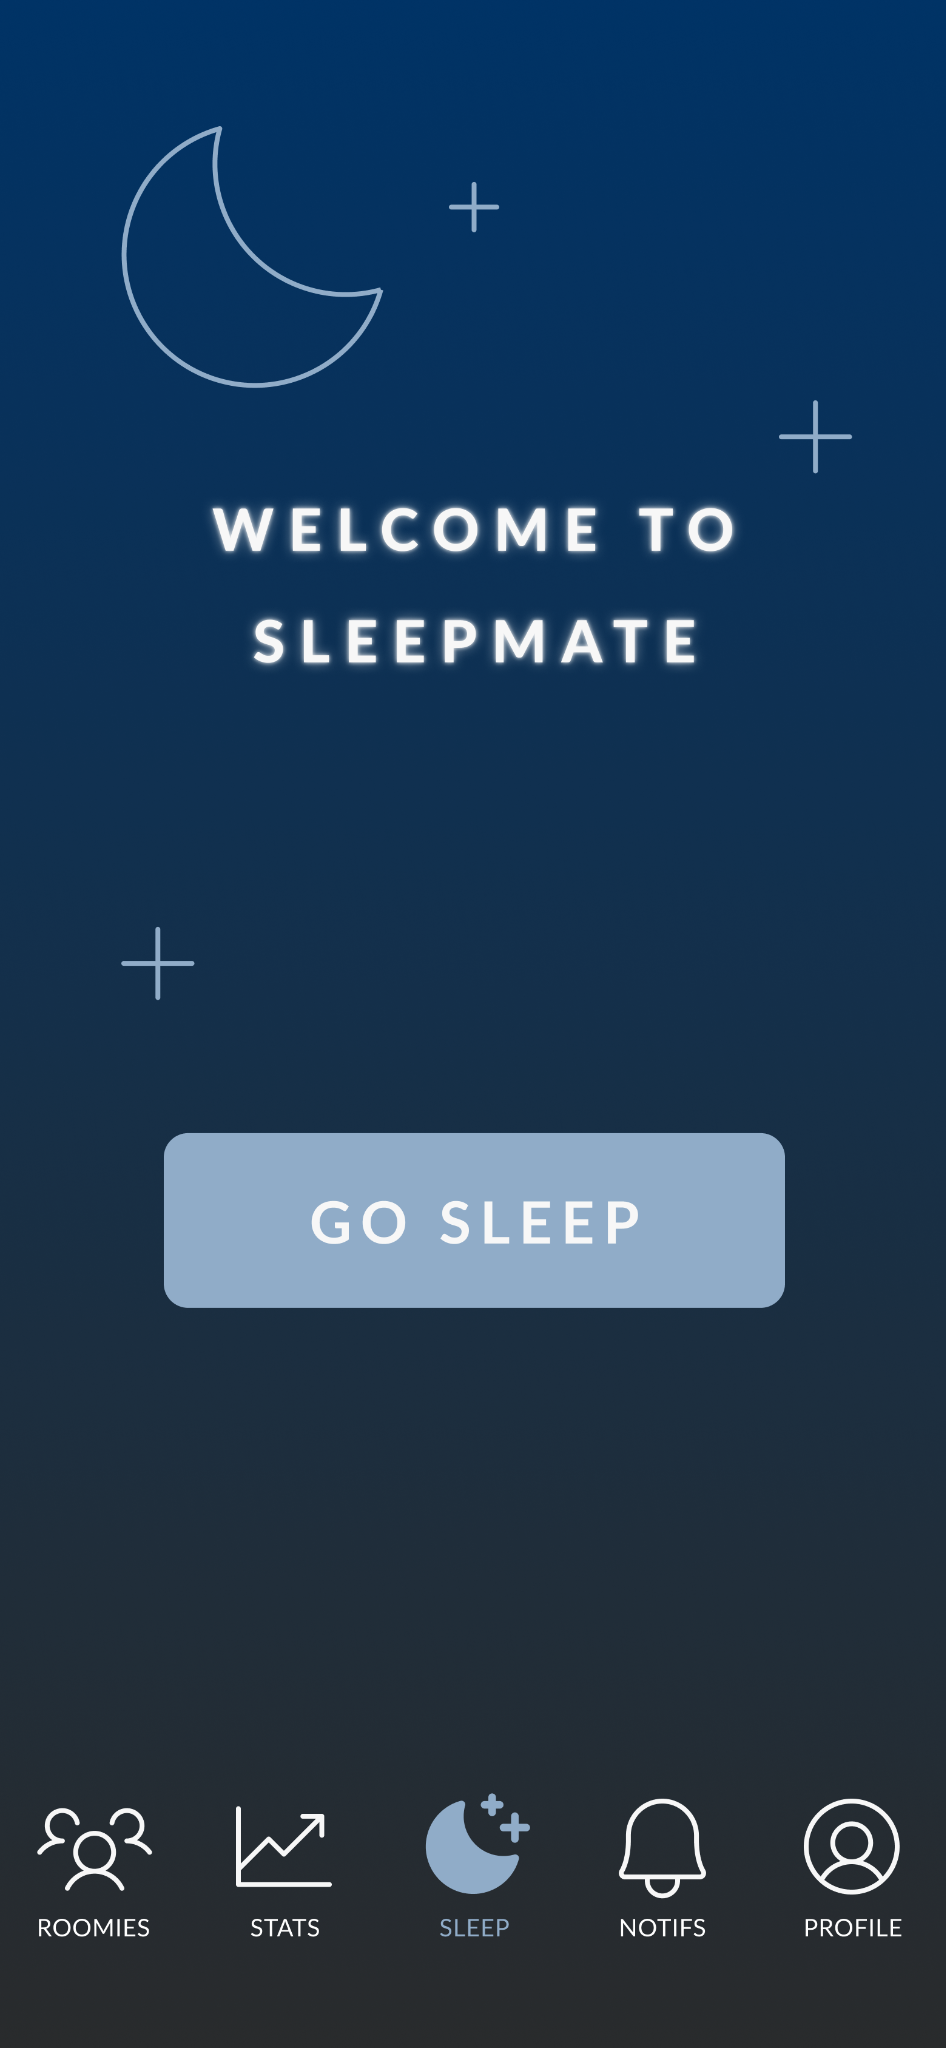 WELCOME TO
SLEEPMATE
GO SLEEP
ROOMIES
STATS
SLEEP
NOTIFS
PROFILE